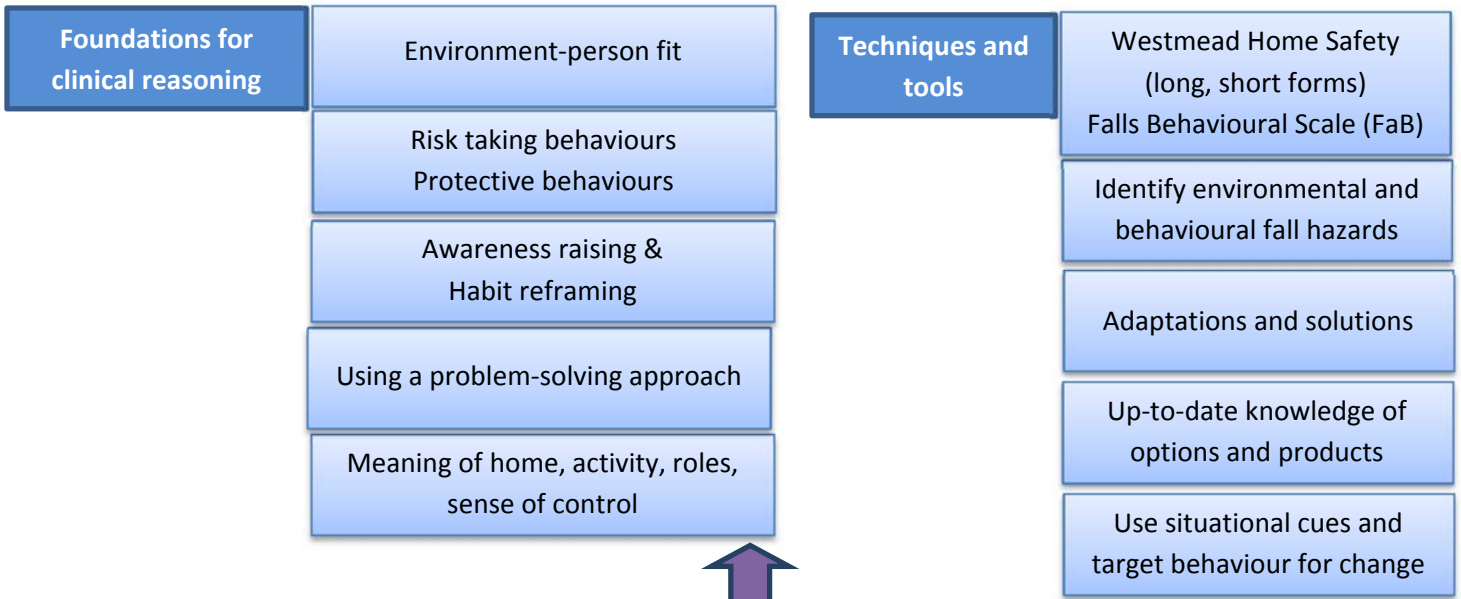 Foundations for
clinical reasoning
Environment-person fit
Risk taking behaviours
Protective behaviours
Awareness raising &
Habit reframing
Using a problem-solving approach
Meaning of home, activity, roles,
sense of control
Techniques and
tools
Westmead Home Safety
(long, short forms)
Falls Behavioural Scale (FaB)
Identify environmental and
behavioural fall hazards
Adaptations and solutions
Up-to-date knowledge of
options and products
Use situational cues and
target behaviour for change